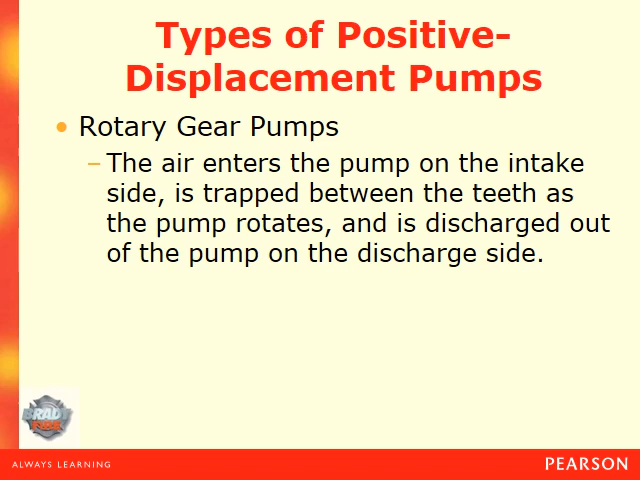 Types of Positive-
Displacement Pumps
• Rotary Gear Pumps
– The air enters the pump on the intake
side, is trapped between the teeth as
the pump rotates, and is discharged out
of the pump on the discharge side.
BRADY
FIRE
ALWAYS LEARNING
PEARSON